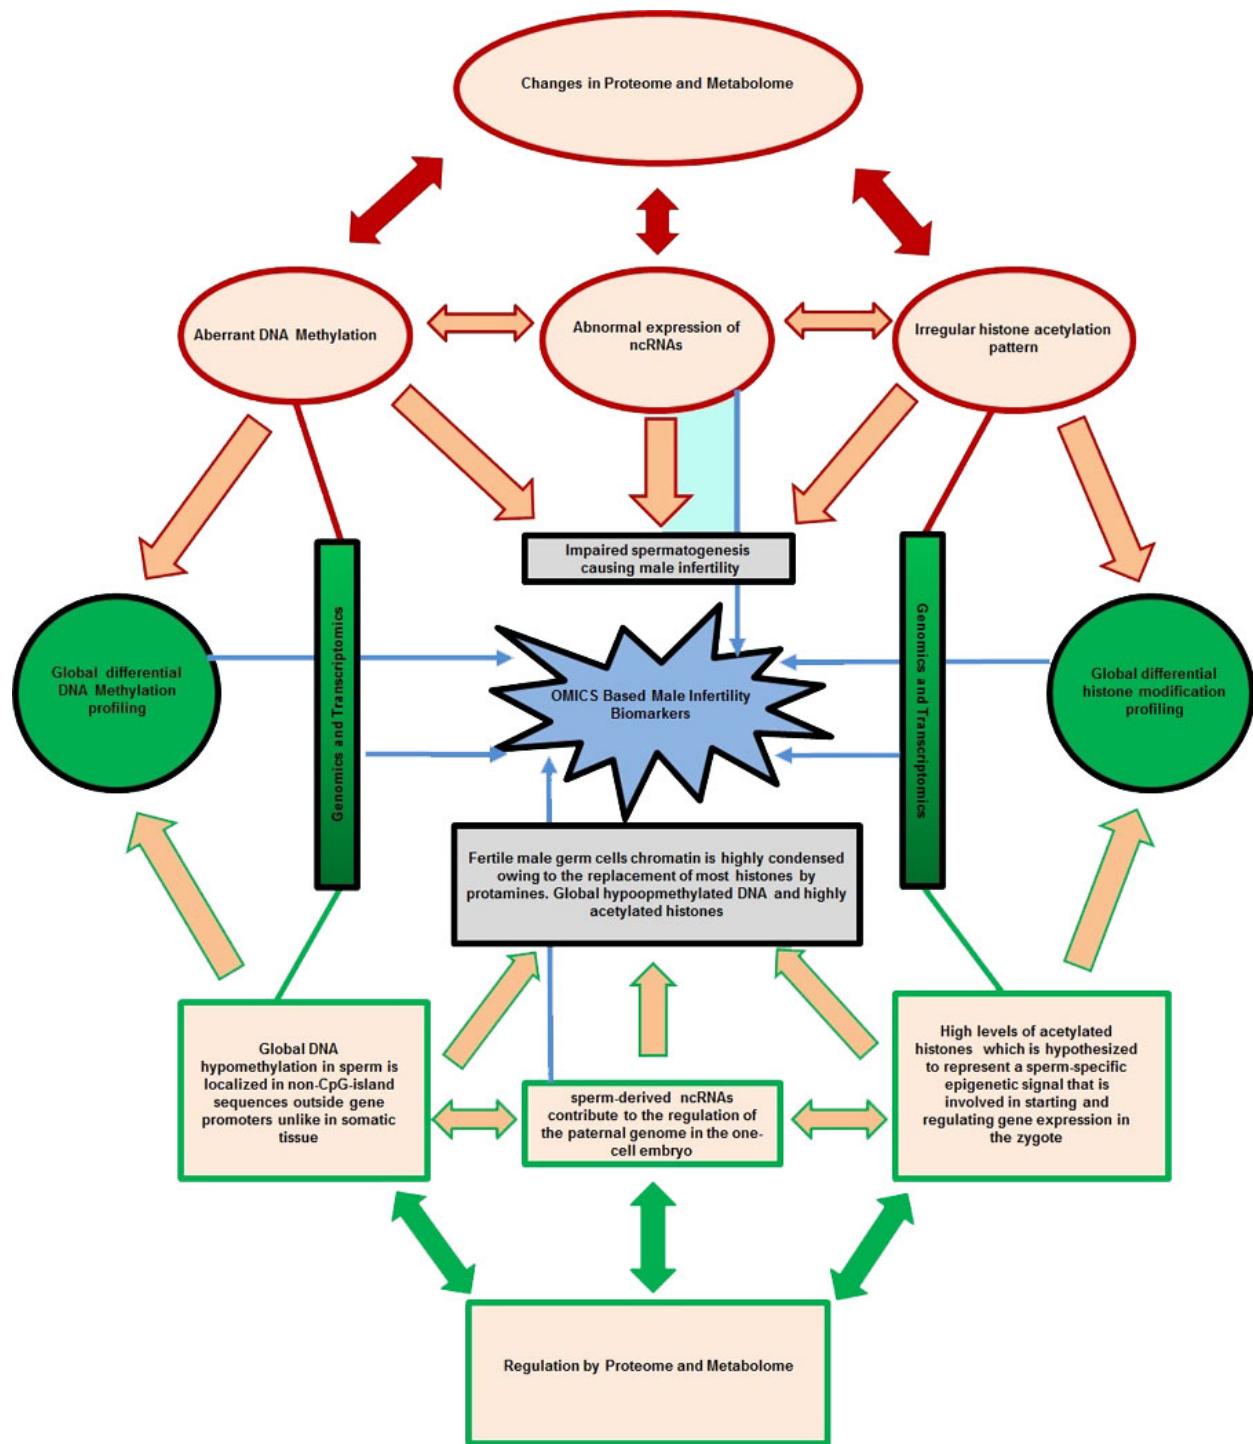 Changes in Proteome and Metabolome
Aberrant DNA Methylation
Abnormal expression of
ncRNAs
Irregular histone acetylation
pattern
Impaired spermatogenesis
causing male infertility
Global differential
DNA Methylation
profiling
Genomics and Transcriptomics
OMICS Based Male Infertility
Biomarkers
Genomics and Transcriptomics
Global differential
histone modification
profiling
Fertile male germ cells chromatin is highly condensed
owing to the replacement of most histones by
protamines. Global hypoopmethylated DNA and highly
acetylated histones
Global DNA
hypomethylation in sperm is
localized in non-CpG-island
sequences outside gene
promoters unlike in somatic
tissue
sperm-derived ncRNAs
contribute to the regulation of
the paternal genome in the one-
cell embryo
High levels of acetylated
histones which is hypothesized
to represent a sperm-specific
epigenetic signal that is
involved in starting and
regulating gene expression in
the zygote
Regulation by Proteome and Metabolome